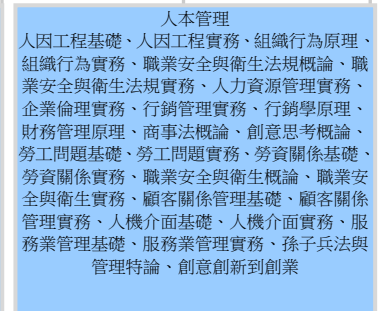 人本管理
人因工程基礎、人因工程實務、組織行為原理、
組織行為實務、職業安全與衛生法規概論、職
業安全與衛生法規實務、人力資源管理實務、
企業倫理實務、行銷管理實務、行銷學原理、
財務管理原理、商事法概論、創意思考概論、
勞工問題基礎、勞工問題實務、勞資關係基礎、
勞資關係實務、職業安全與衛生概論、職業安
全與衛生實務、顧客關係管理基礎、顧客關係
管理實務、人機介面基礎、人機介面實務、服
務業管理基礎、服務業管理實務、孫子兵法與
管理特論、創意創新到創業